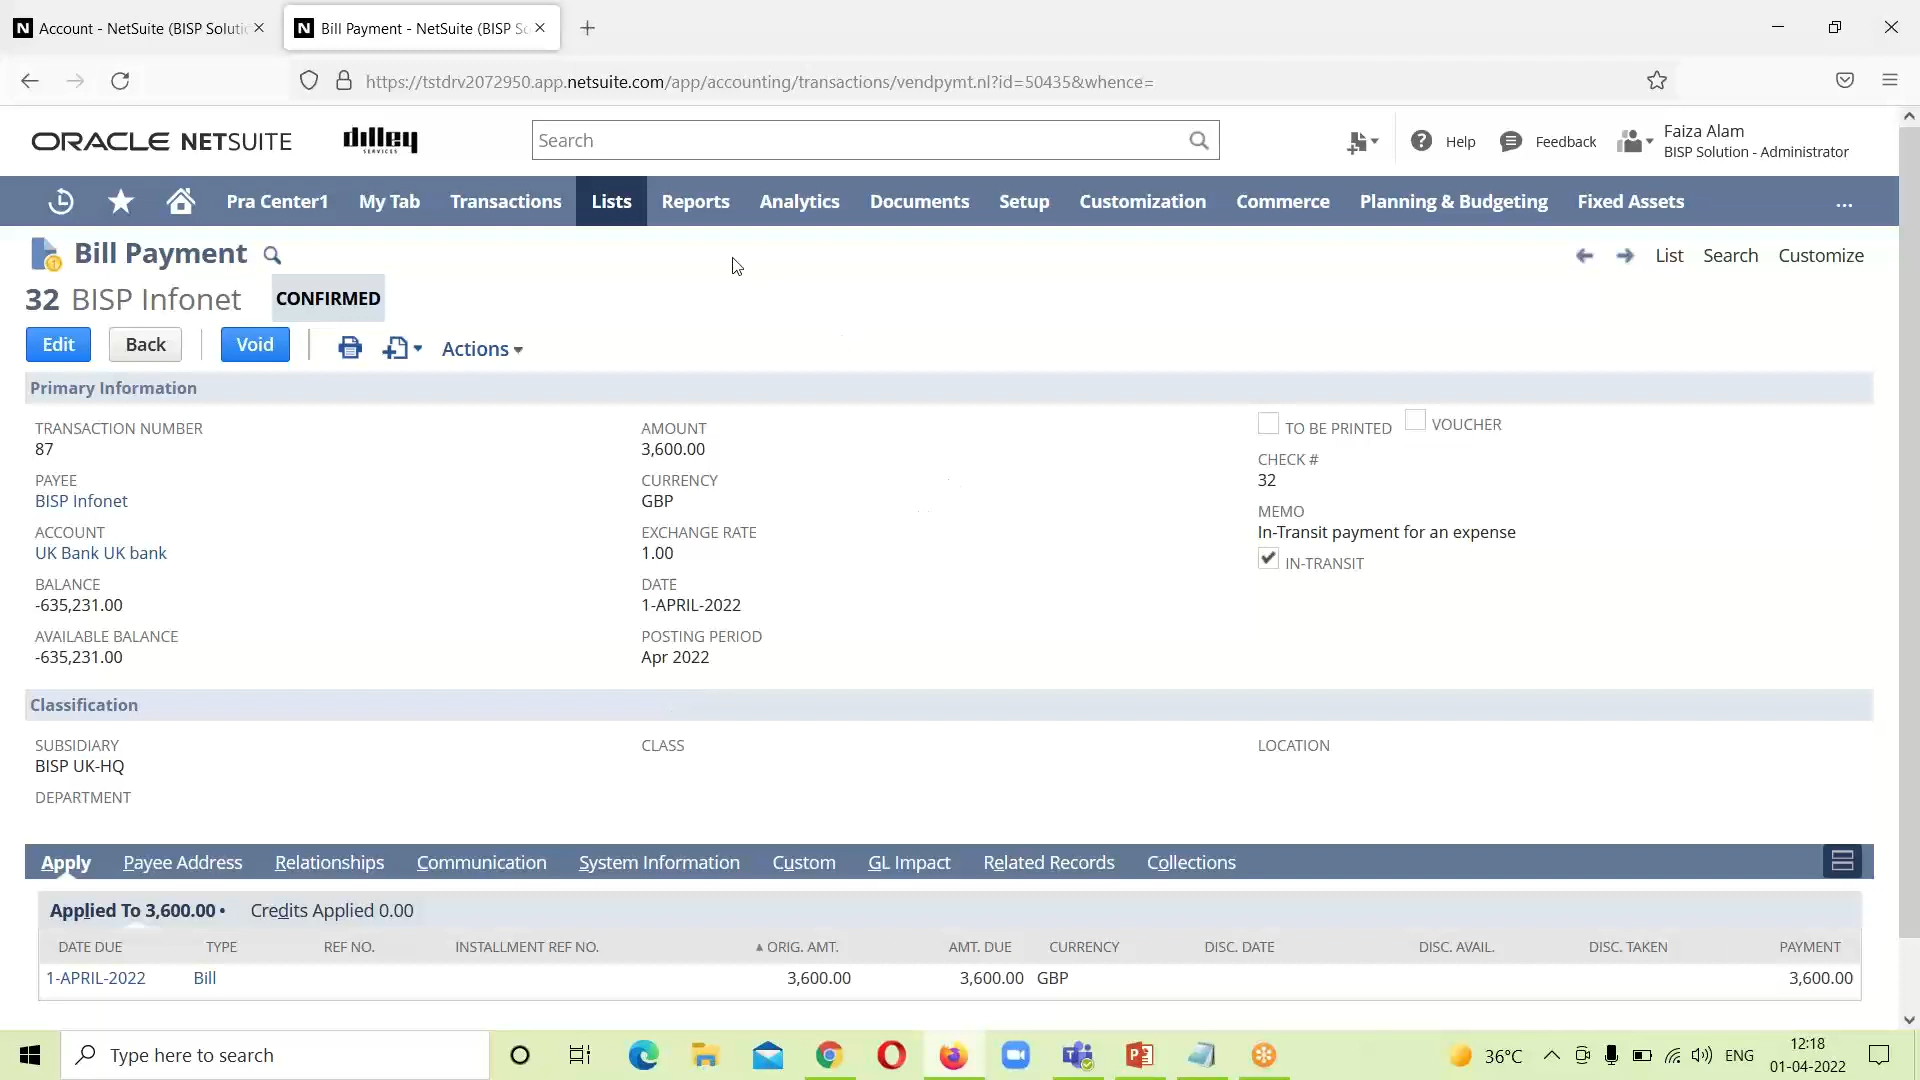 Account - NetSuite (BISP Soluti
Bill Payment - NetSuite (BISP So
https://tstdrv2072950.app.netsuite.com/app/accounting/transactions/vendpymt.nl?id=50435&whence=
ORACLE NETSUITE
dilley
SERVICES
Search
Help
Feedback
Faiza Alam
BISP Solution - Administrator
Pra Center1
My Tab
Transactions
Lists
Reports
Analytics
Documents
Setup
Customization
Commerce
Planning & Budgeting
Fixed Assets
...
Bill Payment
List
Search
Customize
32 BISP Infonet
CONFIRMED
Edit
Back
Void
Actions
Primary Information
TRANSACTION NUMBER
87
PAYEE
BISP Infonet
ACCOUNT
UK Bank UK bank
BALANCE
-635,231.00
AVAILABLE BALANCE
-635,231.00
AMOUNT
3,600.00
CURRENCY
GBP
EXCHANGE RATE
1.00
DATE
1-APRIL-2022
POSTING PERIOD
Apr 2022
TO BE PRINTED
VOUCHER
CHECK #
32
MEMO
In-Transit payment for an expense
IN-TRANSIT
Classification
SUBSIDIARY
BISP UK-HQ
DEPARTMENT
CLASS
LOCATION
Apply
Payee Address
Relationships
Communication
System Information
Custom
GL Impact
Related Records
Collections
Applied To 3,600.00 •
Credits Applied 0.00
DATE DUE TYPE REF NO. INSTALLMENT REF NO. ORIG. AMT. AMT. DUE CURRENCY DISC. DATE DISC. AVAIL. DISC. TAKEN PAYMENT
1-APRIL-2022 Bill 3,600.00 3,600.00 GBP 3,600.00
Type here to search
36°C
ENG
12:18
01-04-2022